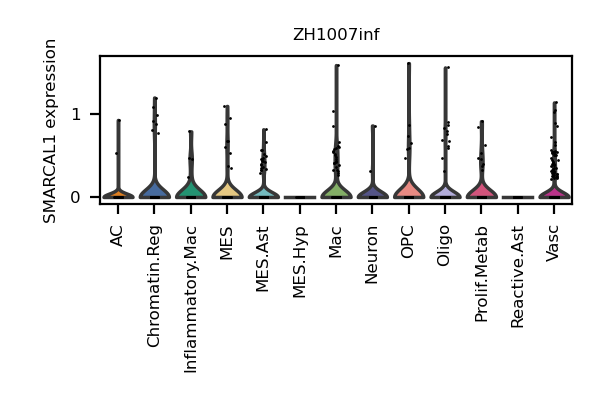 ZH1007inf
SMARCAL1 expression
1
0
AC
Chromatin.Reg
Inflammatory.Mac
MES
MES.Ast
MES.Hyp
Mac
Neuron
OPC
Oligo
Prolif.Metab
Reactive.Ast
Vasc